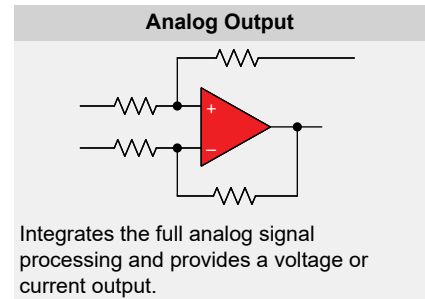 Analog Output
+
−
Integrates the full analog signal
processing and provides a voltage or
current output.